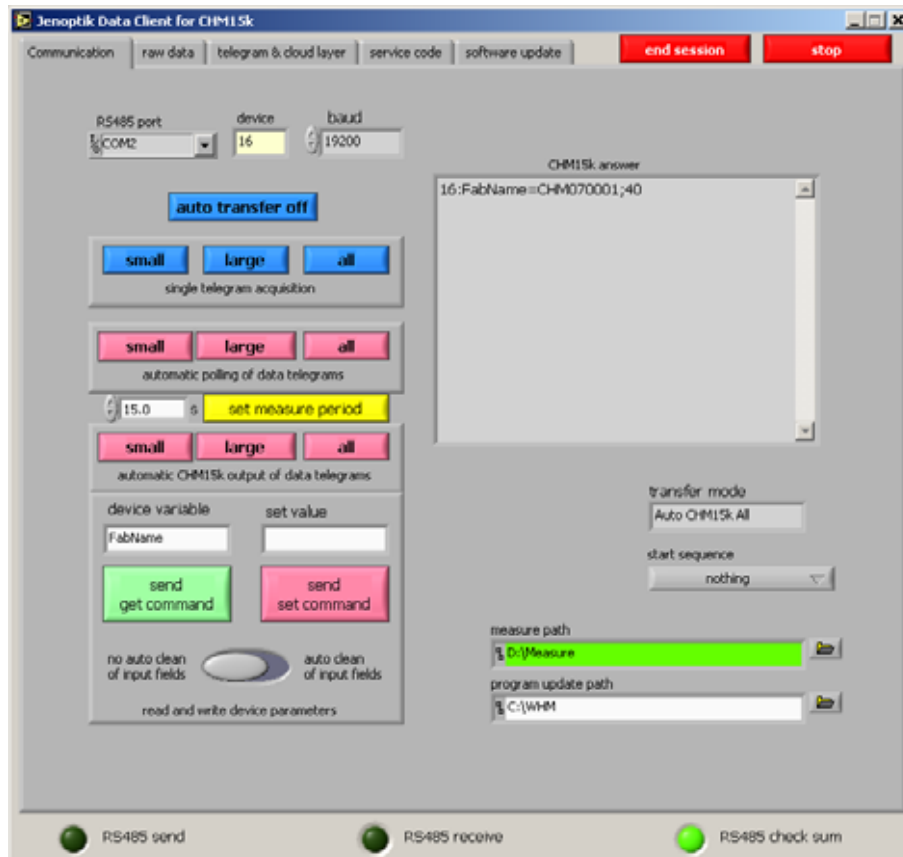 Jenoptik Data Client for CHM15k
Communication
raw data
telegram & cloud layer
service code
software update
end session
stop
RS485 port
device
baud
COM2
16
19200
auto transfer off
small
large
all
single telegram acquisition
small
large
all
automatic polling of data telegrams
15.0
s
set measure period
small
large
all
automatic CHM15k output of data telegrams
device variable
set value
FabName
send
get command
send
set command
no auto clean
of input fields
auto clean
of input fields
read and write device parameters
CHM15k answer
16:FabName=CHM070001;40
transfer mode
Auto CHM15k All
start sequence
nothing
measure path
D:\Measure
program update path
C:\WHM
RS485 send
RS485 receive
RS485 check sum